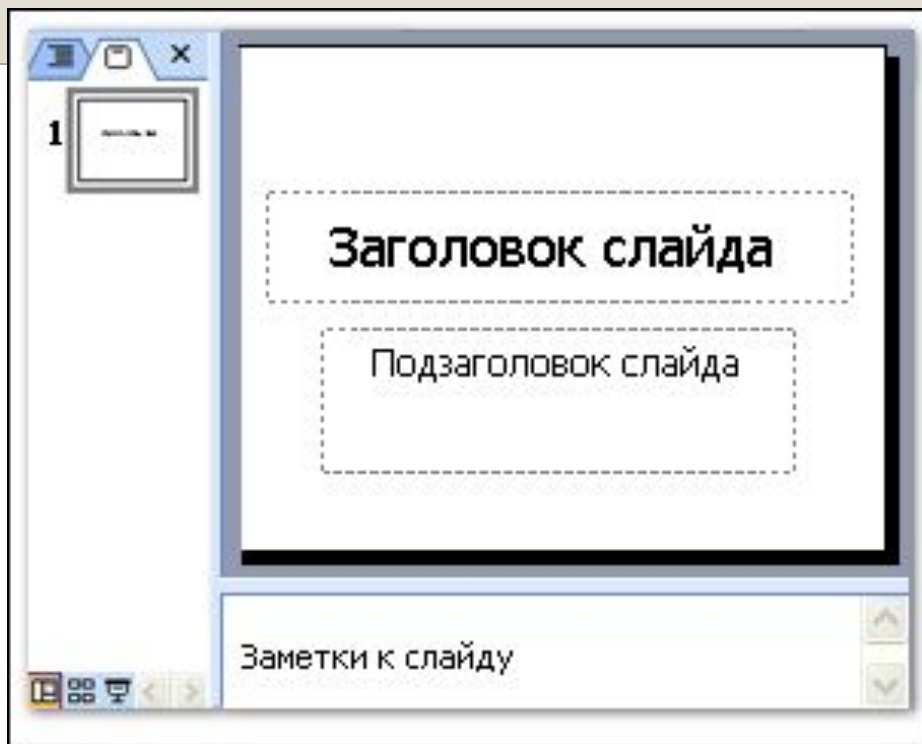 1
Заголовок слайда
Подзаголовок слайда
Заметки к слайду